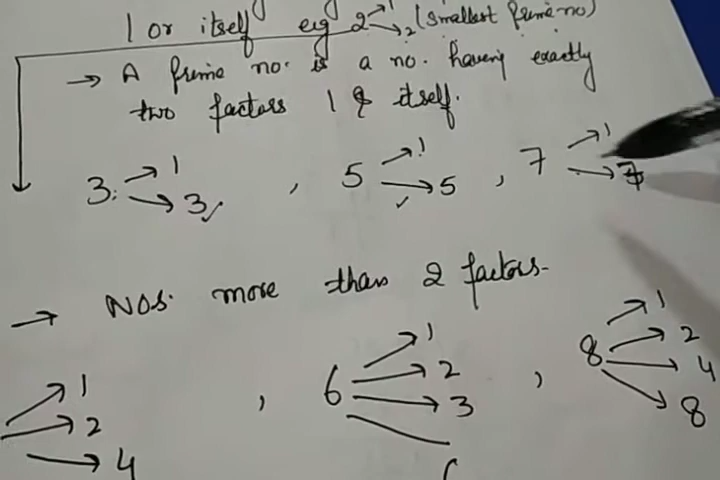 1 or itself eg 2 → 1 → 2 (smallest prime no)
→ A prime no. is a no. having exactly
two factors 1 & itself.
3 → 1 → 3 ✓, 5 → 1 → 5 ✓, 7 → 1 → 7
→ NOS. more than 2 factors.
→ 1 → 2 → 4, 6 → 1 → 2 → 3, 8 → 1 → 2 → 4 → 8